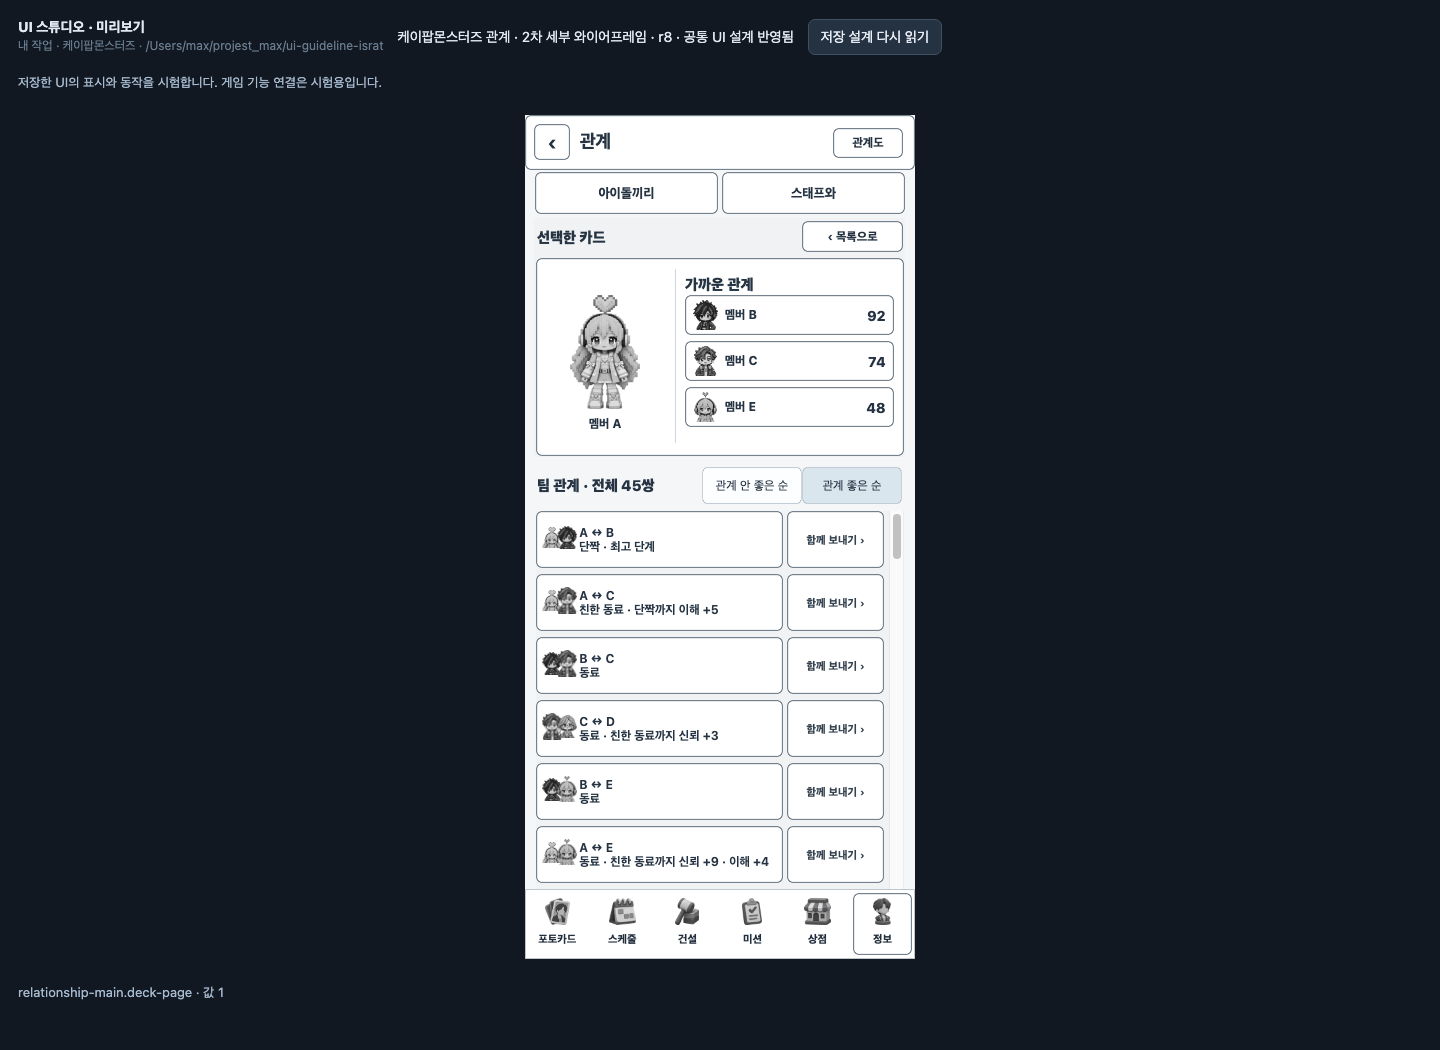 UI 스튜디오 · 미리보기
내 작업 · 케이팝몬스터즈 · /Users/max/projest_max/ui-guideline-israt
케이팝몬스터즈 관계 · 2차 세부 와이어프레임 · r8 · 공통 UI 설계 반영됨
저장 설계 다시 읽기
저장한 UI의 표시와 동작을 시험합니다. 게임 기능 연결은 시험용입니다.
‹ 관계
관계도
아이돌끼리
스태프와
선택한 카드
‹ 목록으로
멤버 A
가까운 관계
멤버 B 92
멤버 C 74
멤버 E 48
팀 관계 · 전체 45쌍
관계 안 좋은 순
관계 좋은 순
A ↔ B
단짝 · 최고 단계
함께 보내기 ›
A ↔ C
친한 동료 · 단짝까지 이해 +5
함께 보내기 ›
B ↔ C
동료
함께 보내기 ›
C ↔ D
동료 · 친한 동료까지 신뢰 +3
함께 보내기 ›
B ↔ E
동료
함께 보내기 ›
A ↔ E
동료 · 친한 동료까지 신뢰 +9 · 이해 +4
함께 보내기 ›
포토카드
스케줄
건설
미션
상점
정보
relationship-main.deck-page · 값 1